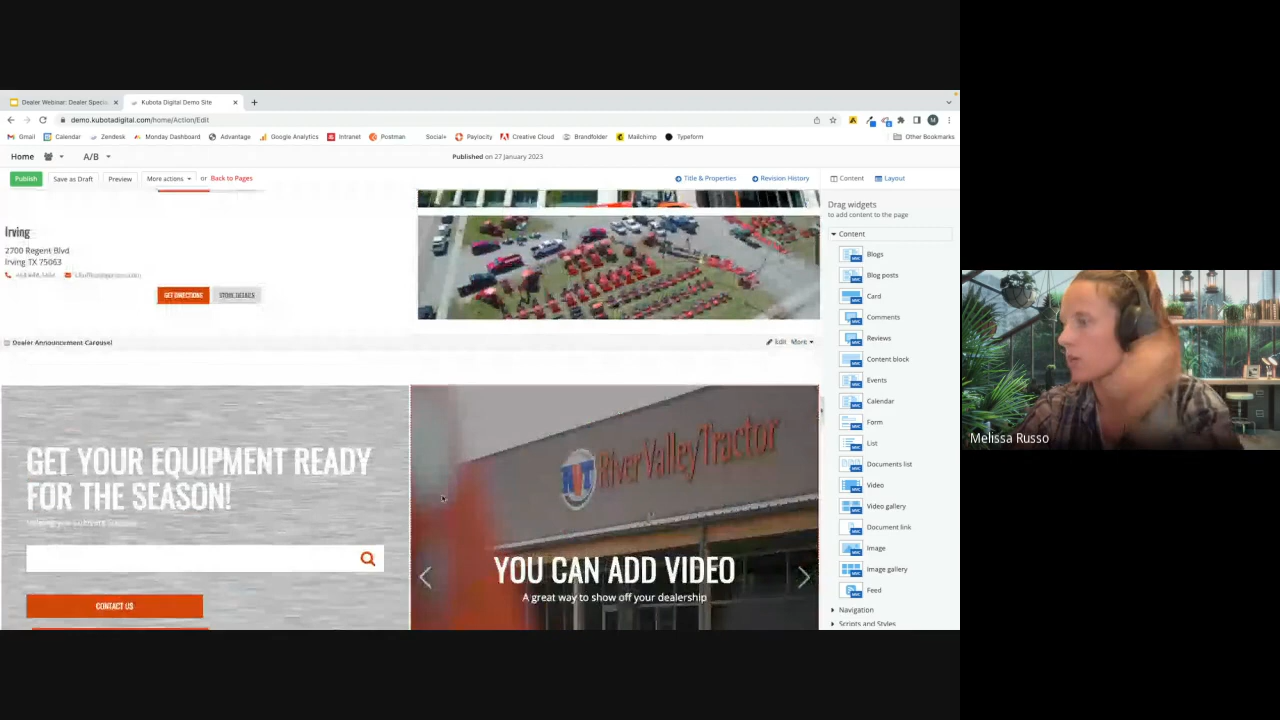 Dealer Webinar: Dealer Specia
Kubota Digital Demo Site
demo.kubotadigital.com/home/Action/Edit
Gmail Calendar Zendesk Monday Dashboard Advantage Google Analytics Intranet Postman Social+ Paylocity Creative Cloud Brandfolder Mailchimp Typeform Other Bookmarks
Home A/B Published on 27 January 2023
Publish Save as Draft Preview More actions or Back to Pages Title & Properties Revision History Content Layout
Drag widgets
to add content to the page
Content
Blogs
Blog posts
Card
Comments
Reviews
Content block
Events
Calendar
Form
List
Documents list
Video
Video gallery
Document link
Image
Image gallery
Feed
Navigation
Scripts and Styles
Irving
2700 Regent Blvd
Irving TX 75063
GET DIRECTIONS STORE DETAILS
Dealer Announcement Carousel Edit More
GET YOUR EQUIPMENT READY
FOR THE SEASON!
CONTACT US
RiverValleyTractor
YOU CAN ADD VIDEO
A great way to show off your dealership
Melissa Russo